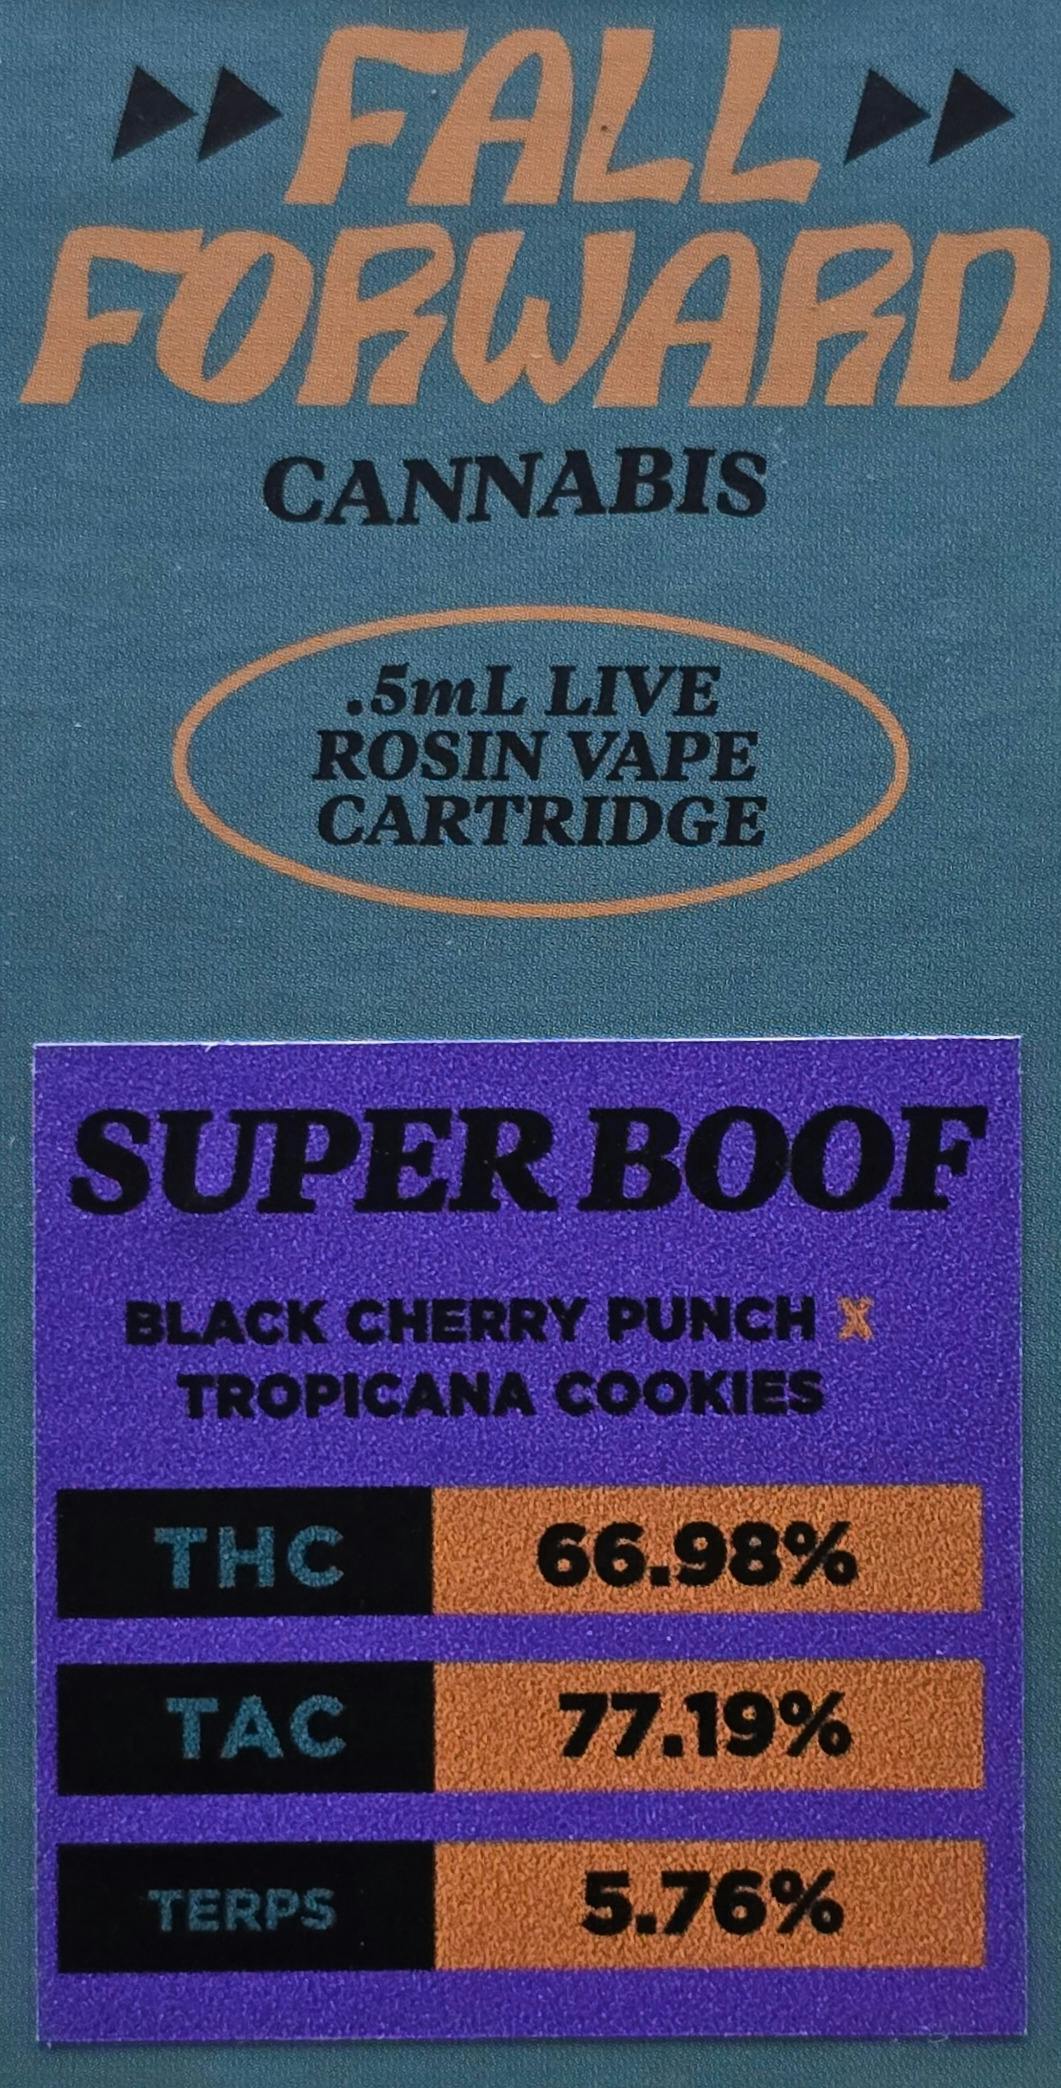 FALL
FORWARD
CANNABIS
.5mL LIVE
ROSIN VAPE
CARTRIDGE
SUPER BOOF
BLACK CHERRY PUNCH X
TROPICANA COOKIES
THC 66.98%
TAC 77.19%
TERPS 5.76%